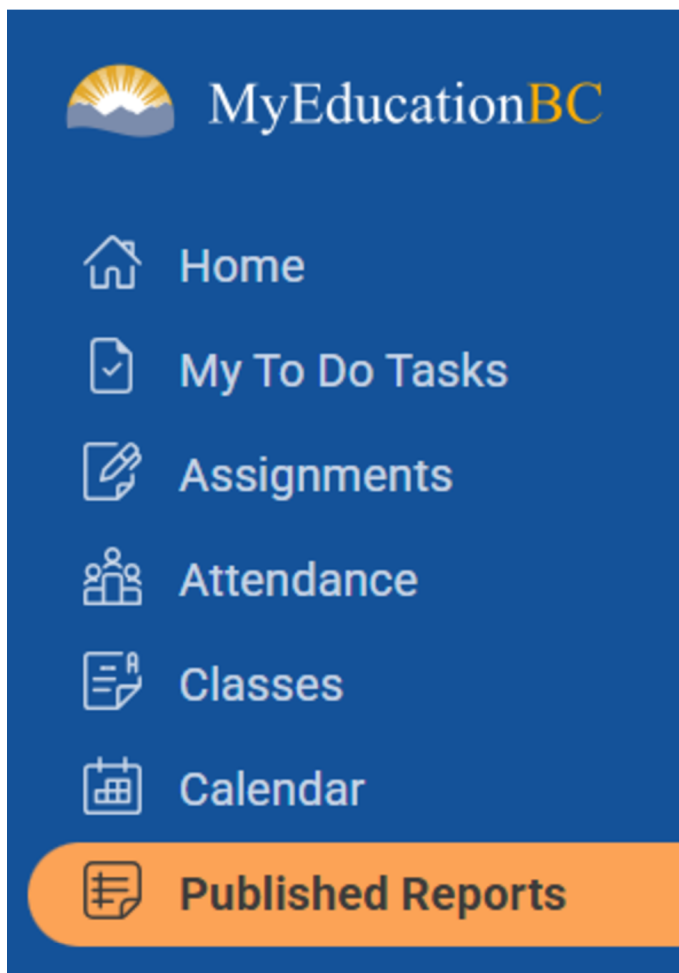 MyEducationBC
Home
My To Do Tasks
Assignments
Attendance
Classes
Calendar
Published Reports